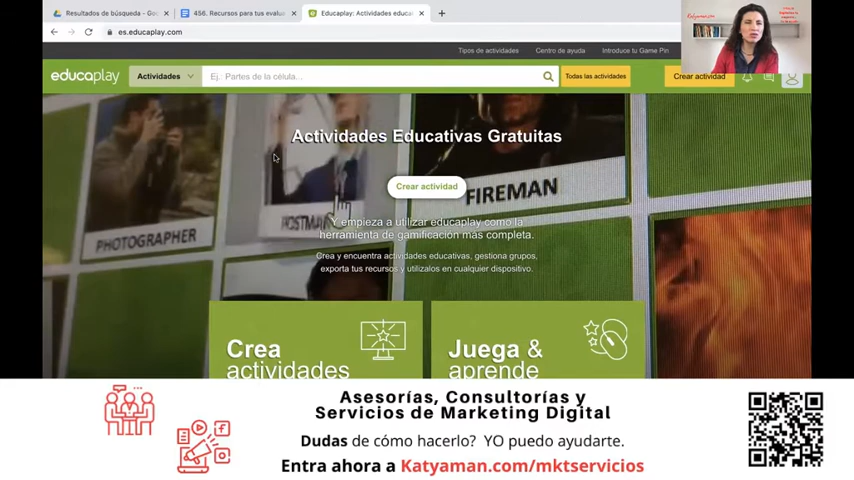 Resultados de búsqueda - Go
456. Recursos para tus evalua
Educaplay: Actividades educat
es.educaplay.com
Tipos de actividades
Centro de ayuda
Introduce tu Game Pin
educaplay
Actividades
Ej.: Partes de la célula...
Todas las actividades
Crear actividad
Actividades Educativas Gratuitas
Crear actividad
PHOTOGRAPHER
POSTMAN
FIREMAN
Y empieza a utilizar educaplay como la
herramienta de gamificación más completa.
Crea y encuentra actividades educativas, gestiona grupos,
exporta tus recursos y utilízalos en cualquier dispositivo.
Crea
actividades
Juega &
aprende
Asesorías, Consultorías y
Servicios de Marketing Digital
Dudas de cómo hacerlo? YO puedo ayudarte.
Entra ahora a Katyaman.com/mktservicios